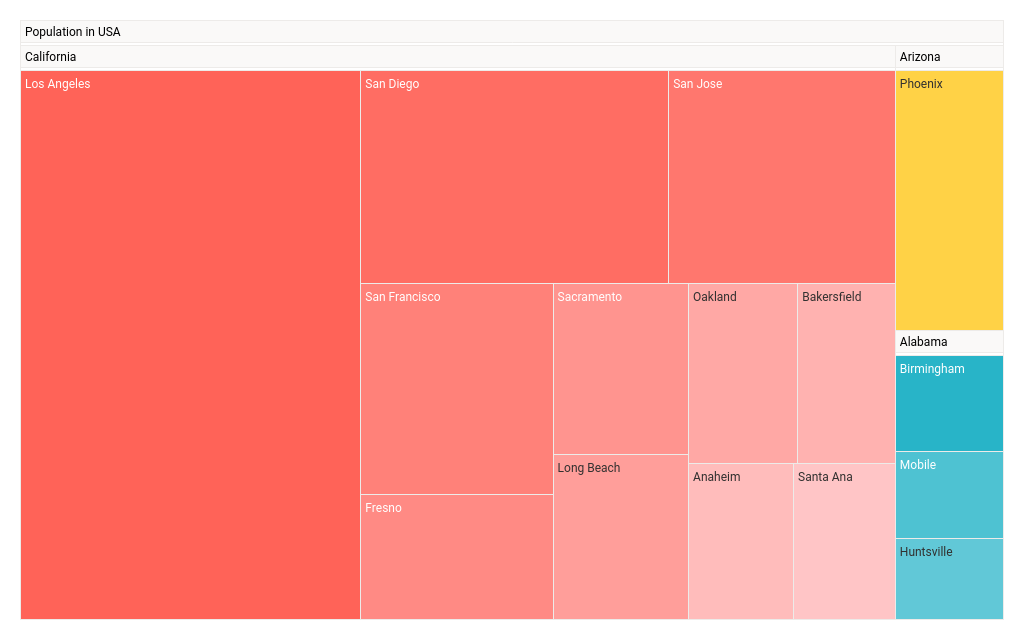 Population in USA
California
Arizona
Los Angeles
San Diego
San Jose
Phoenix
San Francisco
Sacramento
Oakland
Bakersfield
Alabama
Birmingham
Long Beach
Mobile
Anaheim
Santa Ana
Fresno
Huntsville